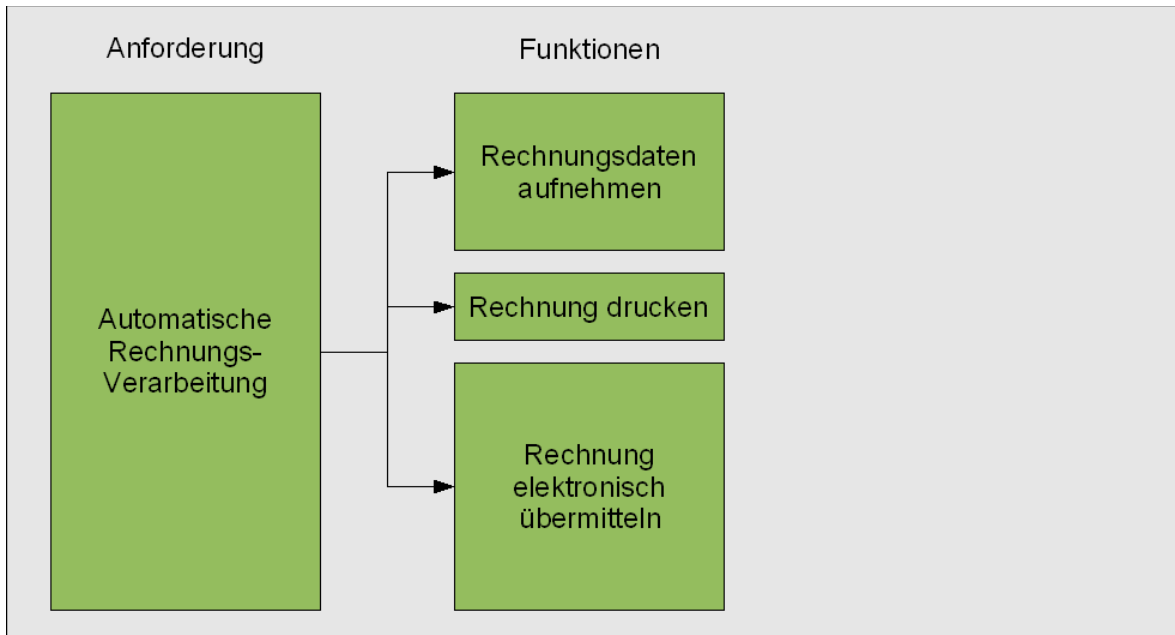 Anforderung
Funktionen
Automatische
Rechnungs-
Verarbeitung
Rechnungsdaten
aufnehmen
Rechnung drucken
Rechnung
elektronisch
übermitteln